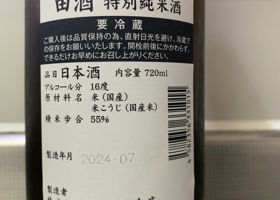 田酒 特別純米酒
要冷蔵
ご購入後は品質保持の為、直射日光を避け、冷蔵で
の保存をお願いいたします。開栓前後にかかわらず、
できるだけお早めにお召し上がりください。
品目 日本酒 内容量 720ml
アルコール分 16度
原材料名 米(国産)
米こうじ(国産米)
精米歩合 55%
製造年月 2024-07
製造者
4582356331015